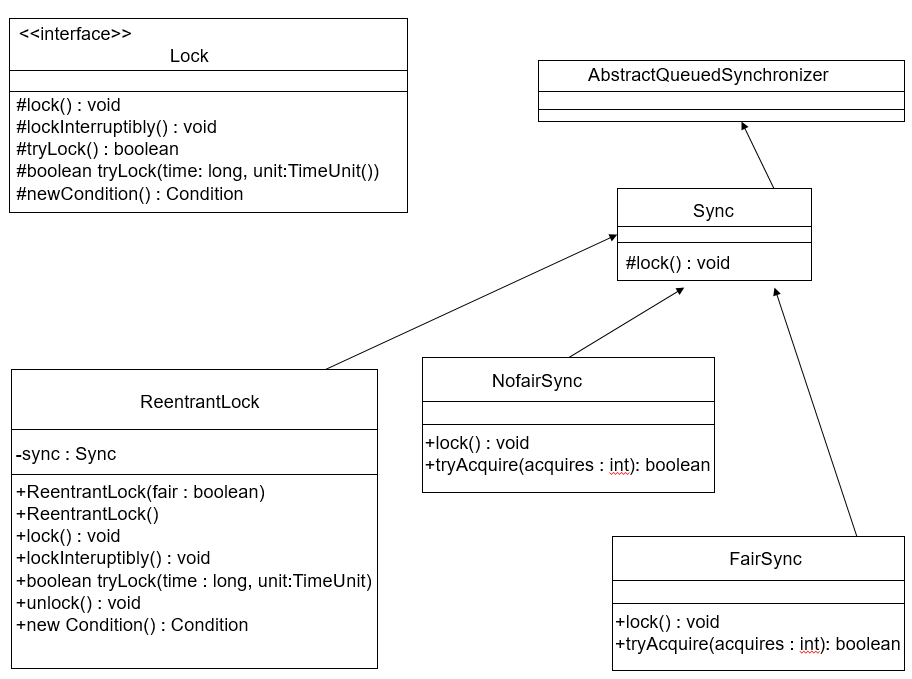 <<interface>>
Lock
#lock() : void
#lockInterruptibly() : void
#tryLock() : boolean
#boolean tryLock(time: long, unit:TimeUnit())
#newCondition() : Condition
AbstractQueuedSynchronizer
Sync
#lock() : void
ReentrantLock
-sync : Sync
+ReentrantLock(fair : boolean)
+ReentrantLock()
+lock() : void
+lockInteruptibly() : void
+boolean tryLock(time : long, unit:TimeUnit)
+unlock() : void
+new Condition() : Condition
NofairSync
+lock() : void
+tryAcquire(acquires : int): boolean
FairSync
+lock() : void
+tryAcquire(acquires : int): boolean